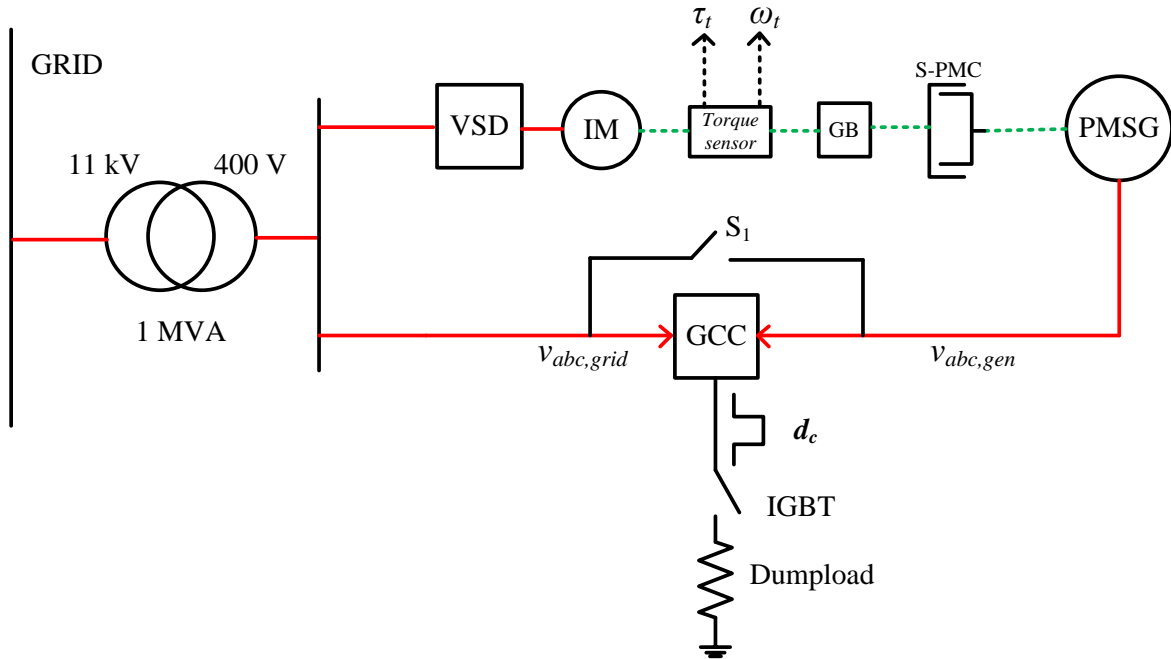 τt ωt
GRID
S-PMC
VSD
IM
Torque
sensor
GB
PMSG
11 kV
400 V
S1
1 MVA
GCC
vabc,grid
vabc,gen
dc
IGBT
Dumpload